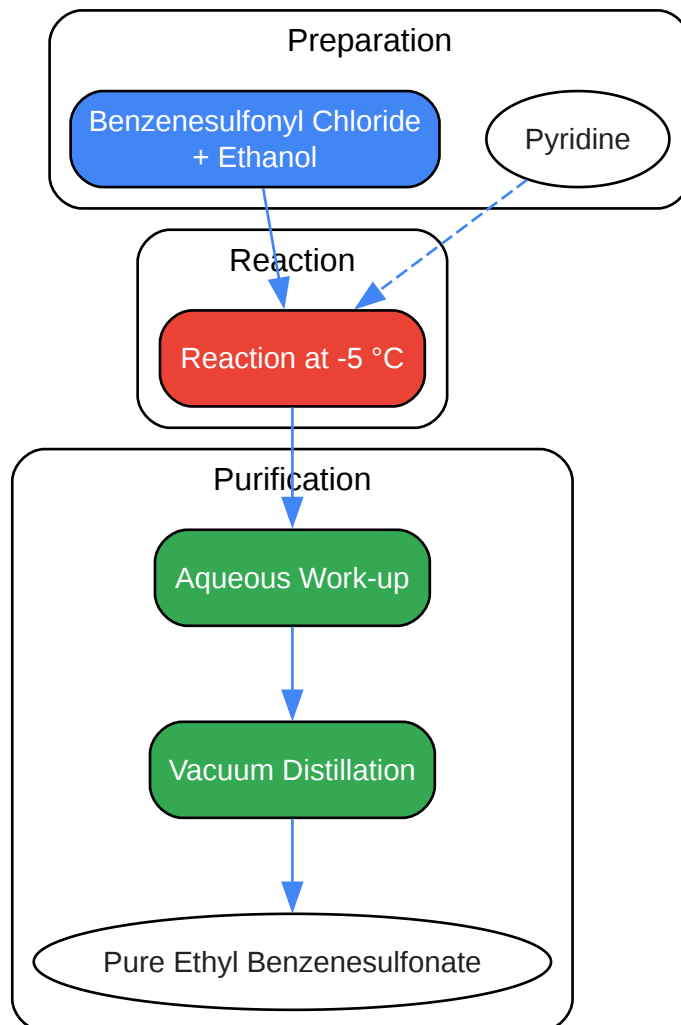 Preparation
Benzenesulfonyl Chloride
+ Ethanol
Pyridine
Reaction
Reaction at -5 °C
Purification
Aqueous Work-up
Vacuum Distillation
Pure Ethyl Benzenesulfonate